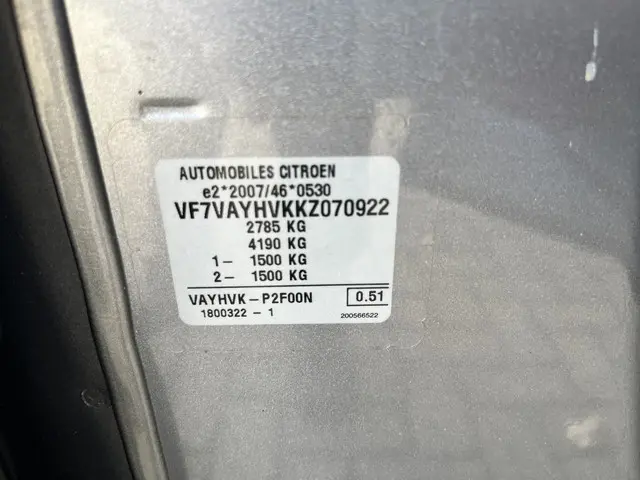 AUTOMOBILES CITROEN
e2*2007/46*0530
VF7VAYHVKKZ070922
2785 KG
4190 KG
1– 1500 KG
2– 1500 KG
VAYHVK – P2F00N 0.51
1800322 – 1 200566522